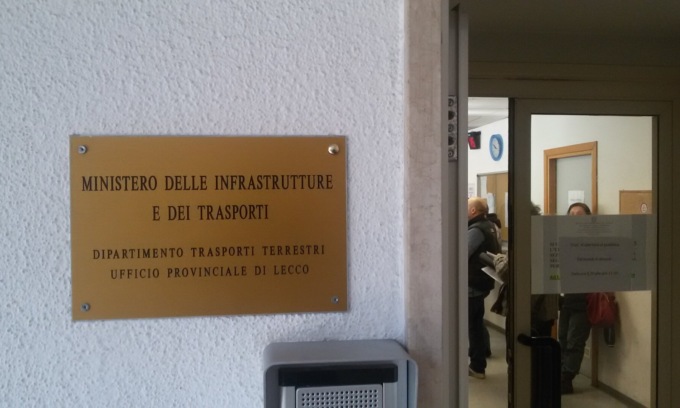 MINISTERO DELLE INFRASTRUTTURE
E DEI TRASPORTI
DIPARTIMENTO TRASPORTI TERRESTRI
UFFICIO PROVINCIALE DI LECCO